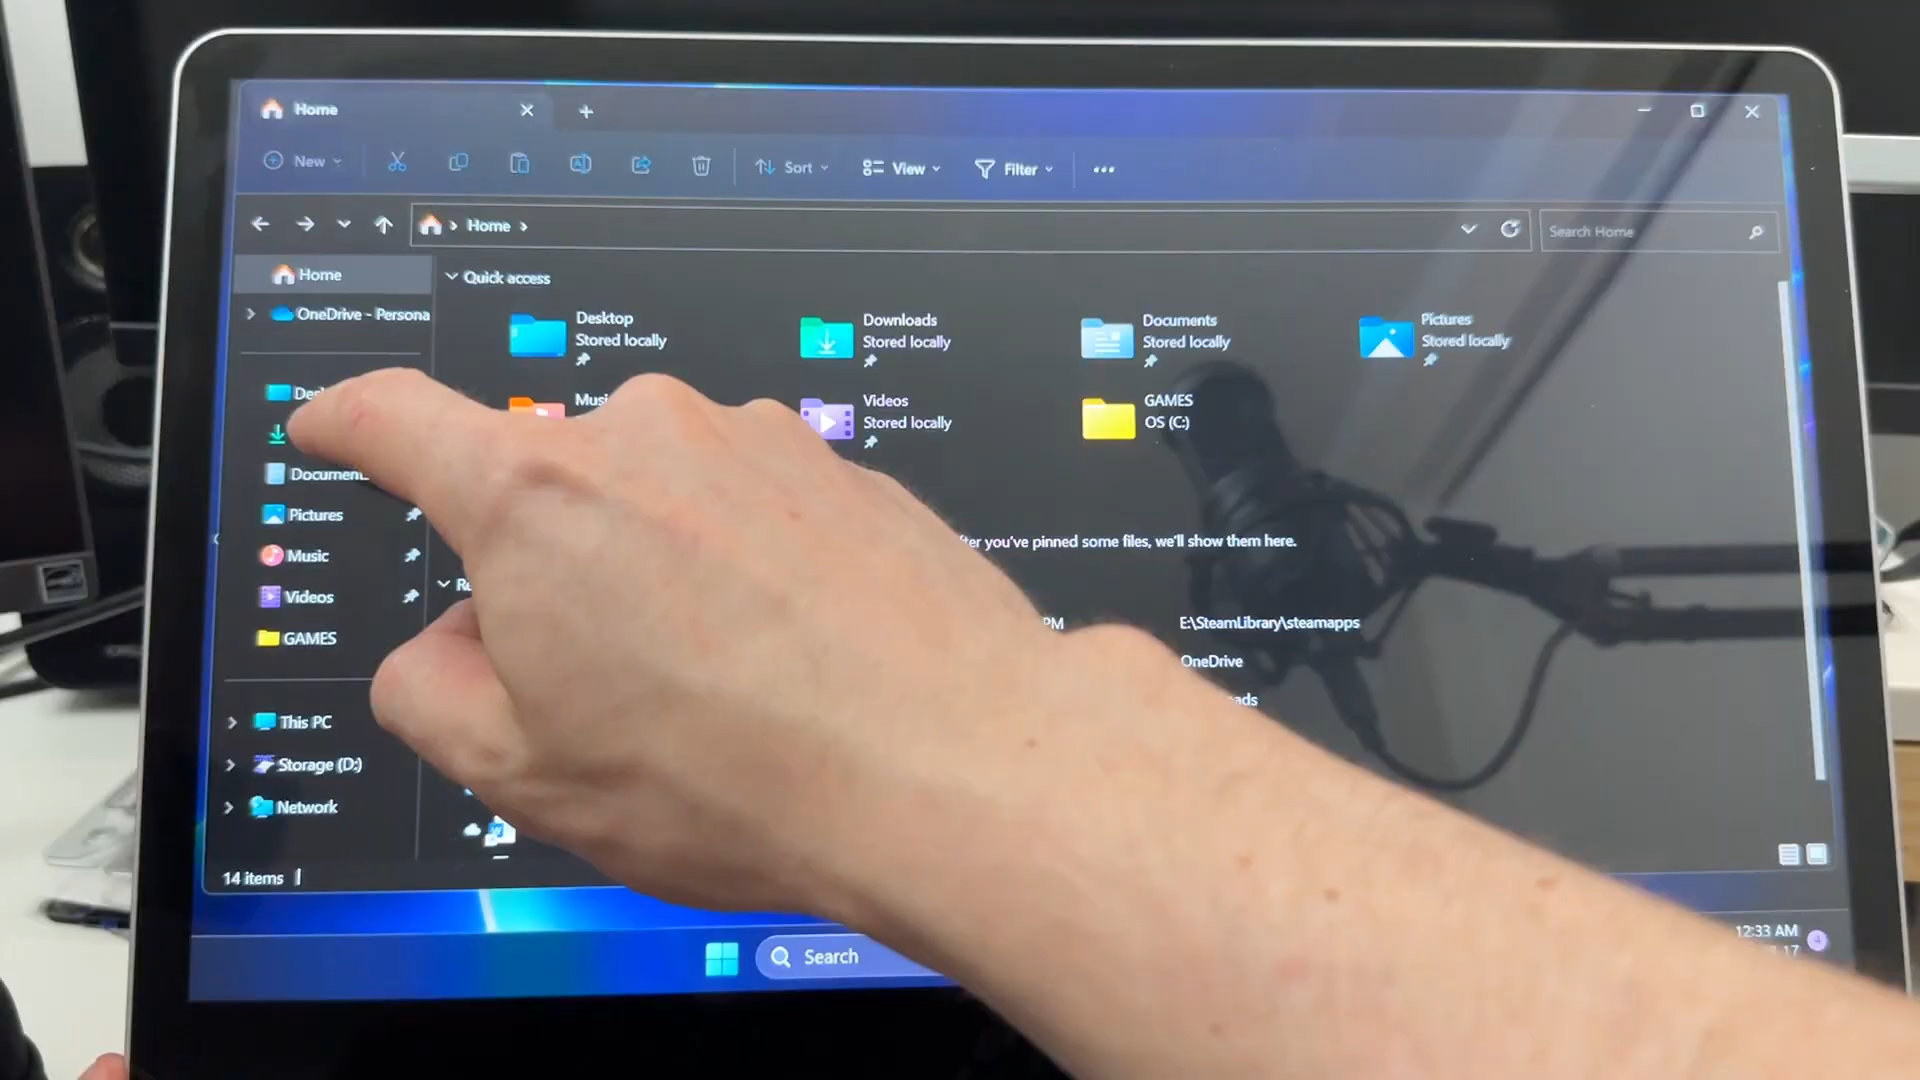 Home
New
Sort
View
Filter
Home
Search Home
Home
Quick access
OneDrive - Persona
Desktop
Stored locally
Downloads
Stored locally
Documents
Stored locally
Pictures
Stored locally
Videos
Stored locally
GAMES
OS (C:)
Pictures
Music
Videos
GAMES
This PC
Storage (D:)
Network
you've pinned some files, we'll show them here.
PM
E:\SteamLibrary\steamapps
OneDrive
14 items
Search
12:33 AM
17